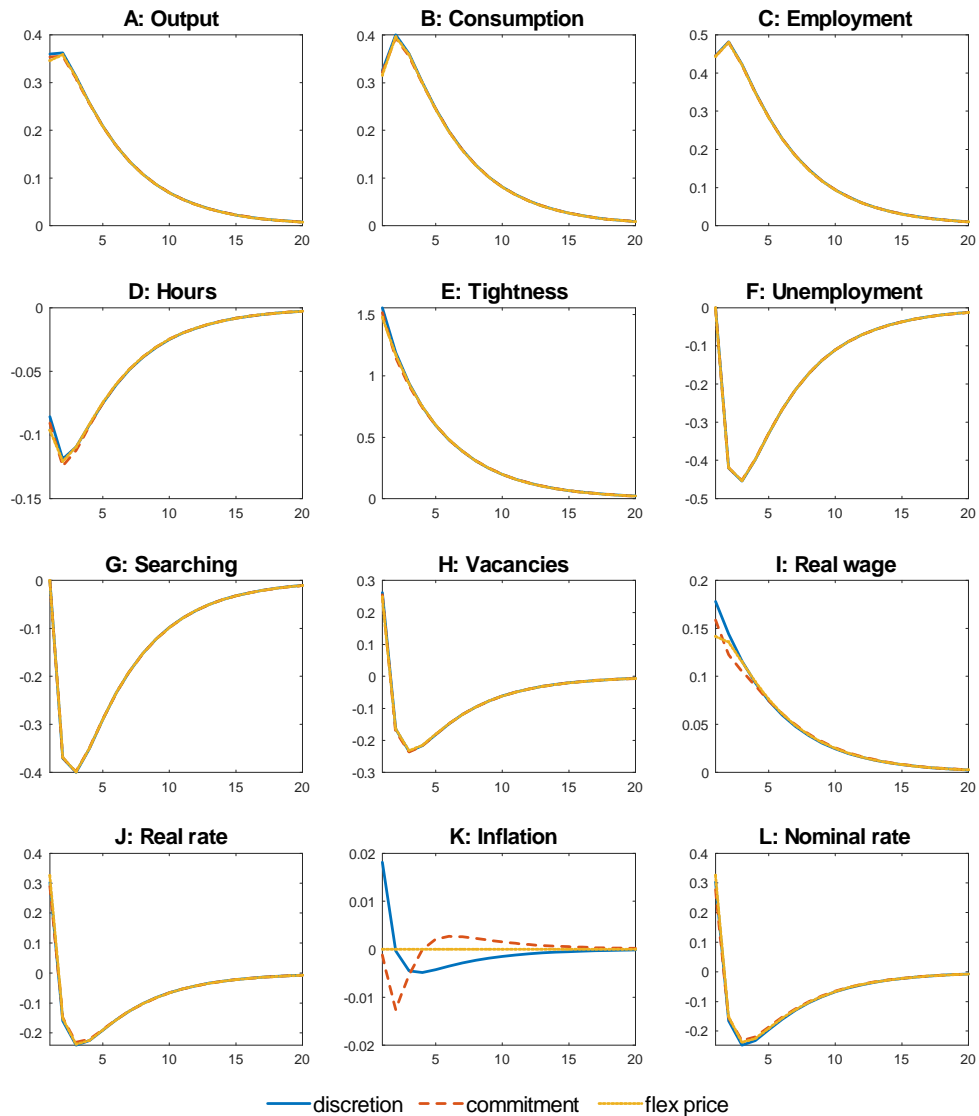 A: Output
B: Consumption
C: Employment
0.4
0.3
0.2
0.1
0
5 10 15 20
0.4
0.3
0.2
0.1
0
5 10 15 20
0.5
0.4
0.3
0.2
0.1
0
5 10 15 20
D: Hours
E: Tightness
F: Unemployment
0
-0.05
-0.1
-0.15
5 10 15 20
1.5
1
0.5
0
5 10 15 20
0
-0.1
-0.2
-0.3
-0.4
-0.5
5 10 15 20
G: Searching
H: Vacancies
I: Real wage
0
-0.1
-0.2
-0.3
-0.4
5 10 15 20
0.3
0.2
0.1
0
-0.1
-0.2
-0.3
5 10 15 20
0.2
0.15
0.1
0.05
0
5 10 15 20
J: Real rate
K: Inflation
L: Nominal rate
0.4
0.3
0.2
0.1
0
-0.1
-0.2
5 10 15 20
0.02
0.01
0
-0.01
-0.02
5 10 15 20
0.4
0.3
0.2
0.1
0
-0.1
-0.2
5 10 15 20
discretion commitment flex price